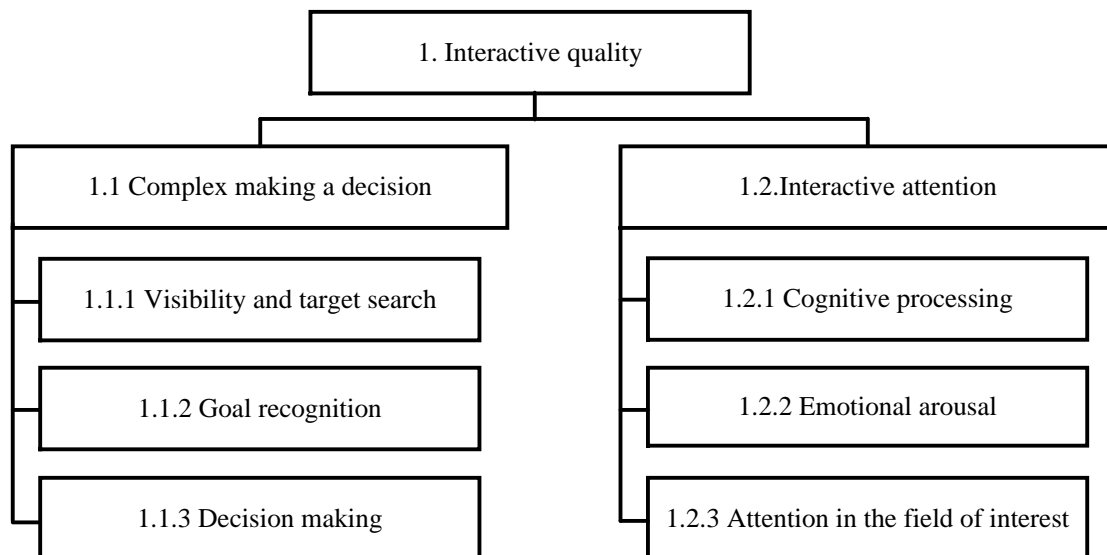 1. Interactive quality
1.1 Complex making a decision
1.1.1 Visibility and target search
1.1.2 Goal recognition
1.1.3 Decision making
1.2.Interactive attention
1.2.1 Cognitive processing
1.2.2 Emotional arousal
1.2.3 Attention in the field of interest